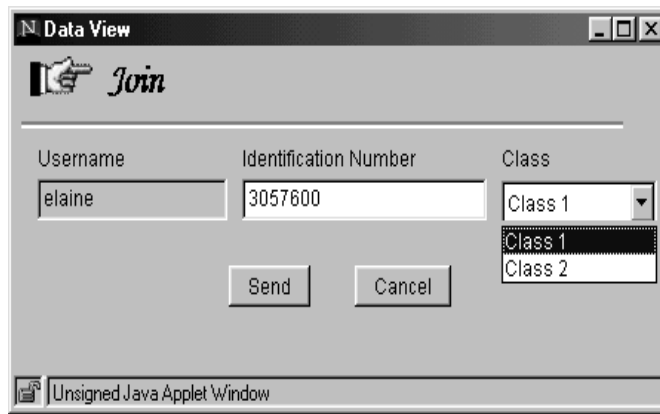 N Data View
Join
Username Identification Number Class
elaine 3057600 Class 1
Class 1
Class 2
Send Cancel
Unsigned Java Applet Window